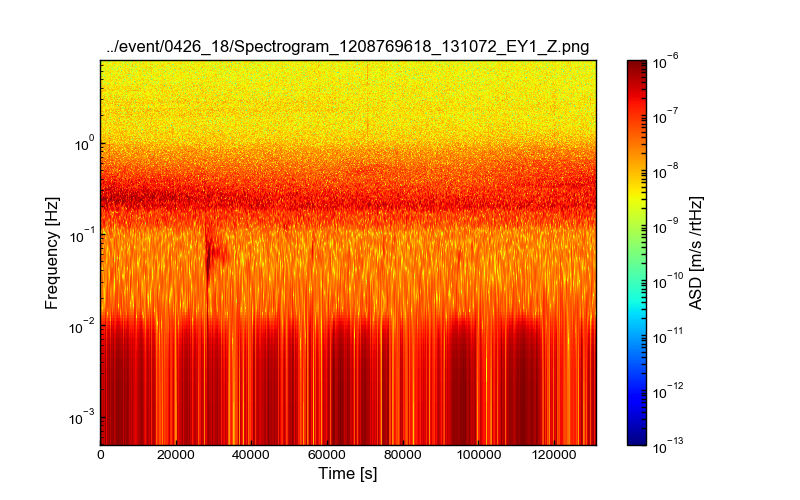 ../event/0426_18/Spectrogram_1208769618_131072_EY1_Z.png
Frequency [Hz]
10⁰
10⁻¹
10⁻²
10⁻³
0 20000 40000 60000 80000 100000 120000
Time [s]
10⁻⁶
10⁻⁷
10⁻⁸
10⁻⁹
10⁻¹⁰
10⁻¹¹
10⁻¹²
10⁻¹³
ASD [m/s /rtHz]